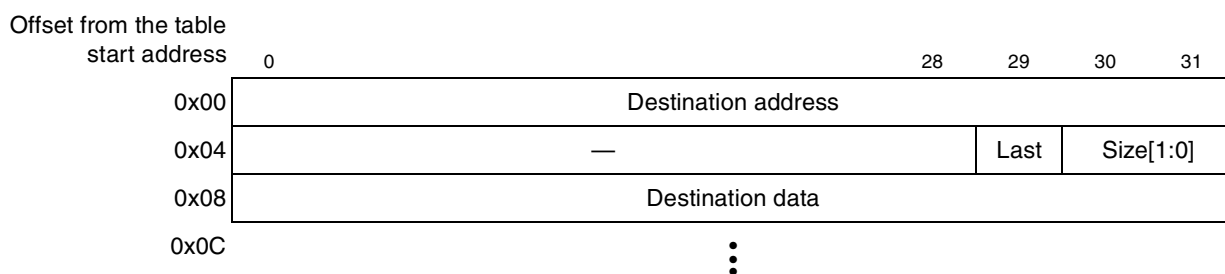 Offset from the table
start address 0 28 29 30 31
0x00 Destination address
0x04 — Last Size[1:0]
0x08 Destination data
0x0C